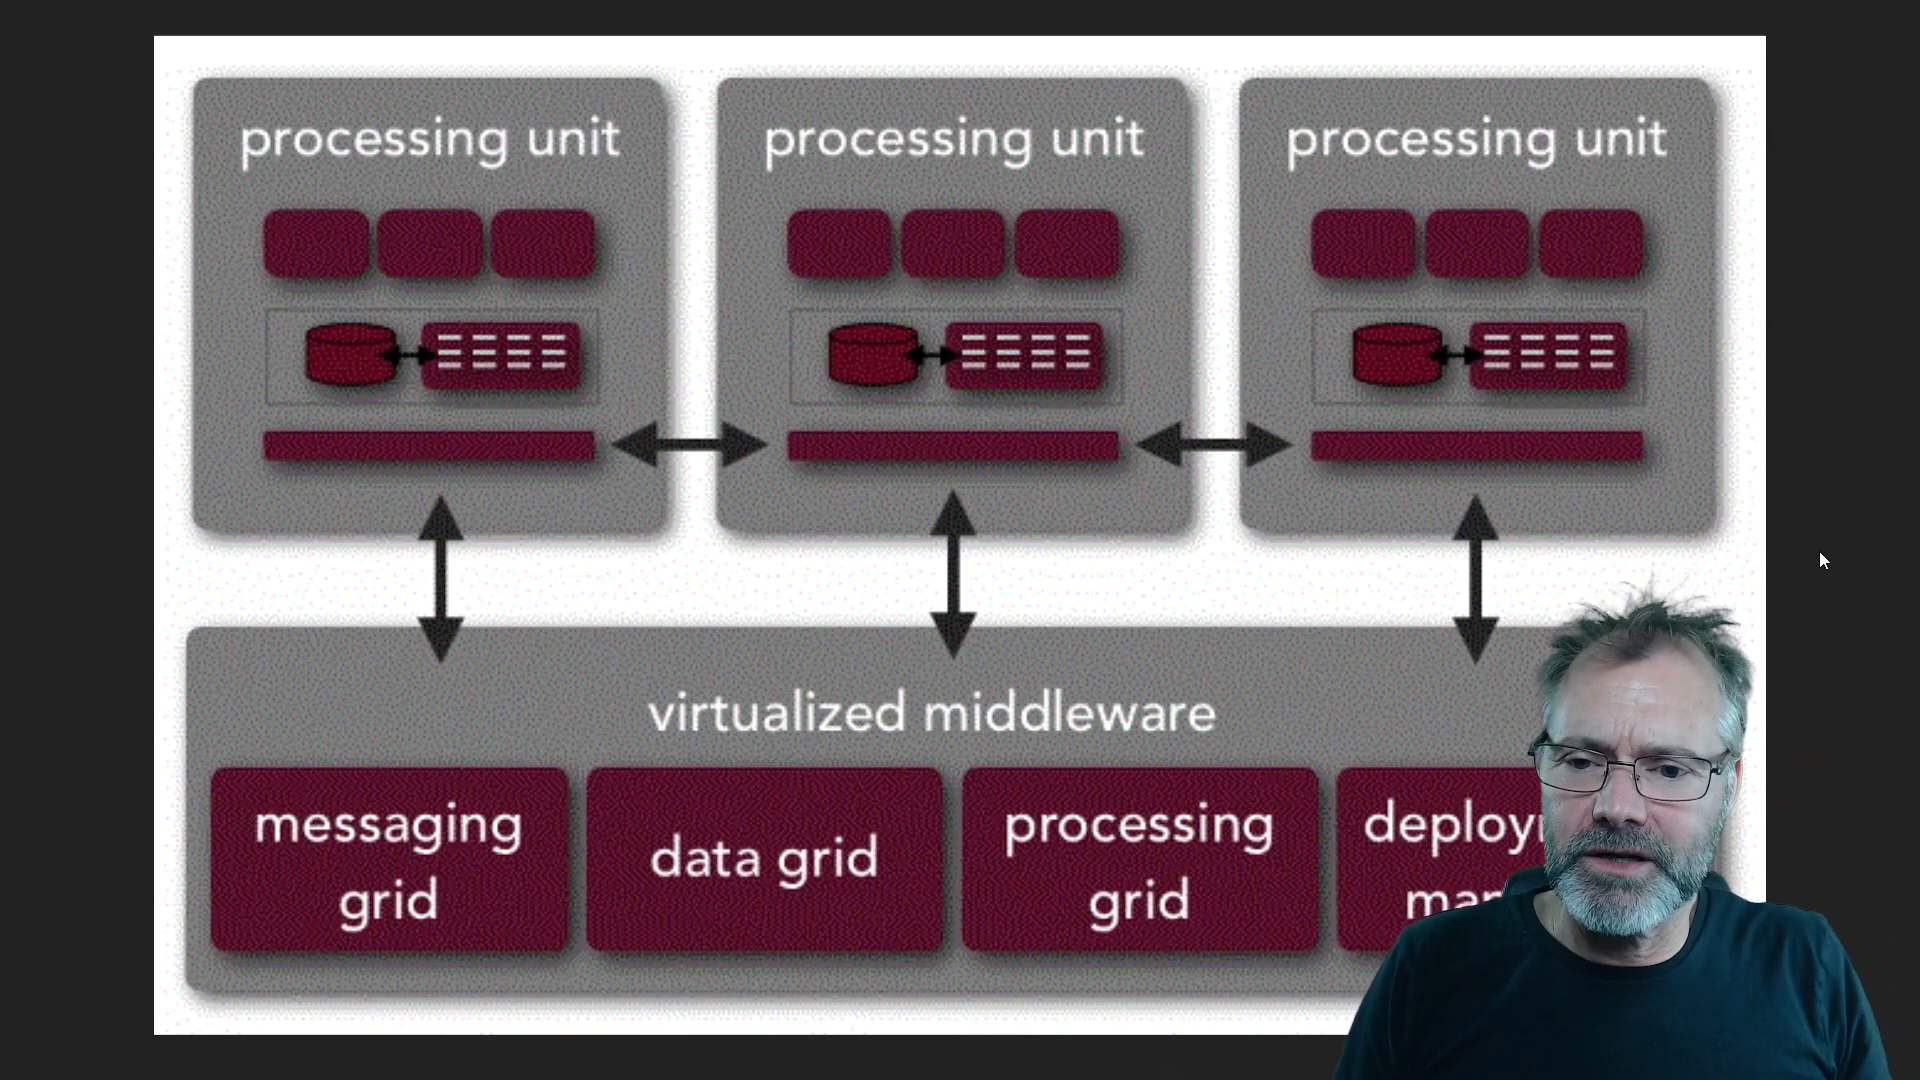 processing unit
processing unit
processing unit
virtualized middleware
messaging
grid
data grid
processing
grid